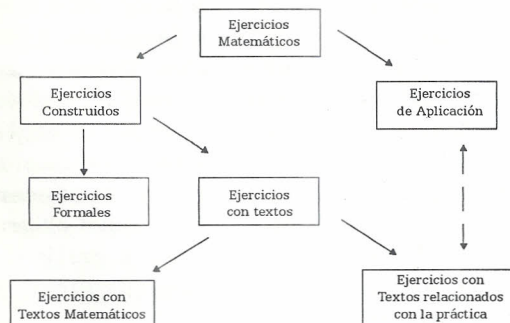 Ejercicios
Matemáticos
Ejercicios
Construidos
Ejercicios
de Aplicación
Ejercicios
Formales
Ejercicios
con textos
Ejercicios con
Textos Matemáticos
Ejercicios con
Textos relacionados
con la práctica